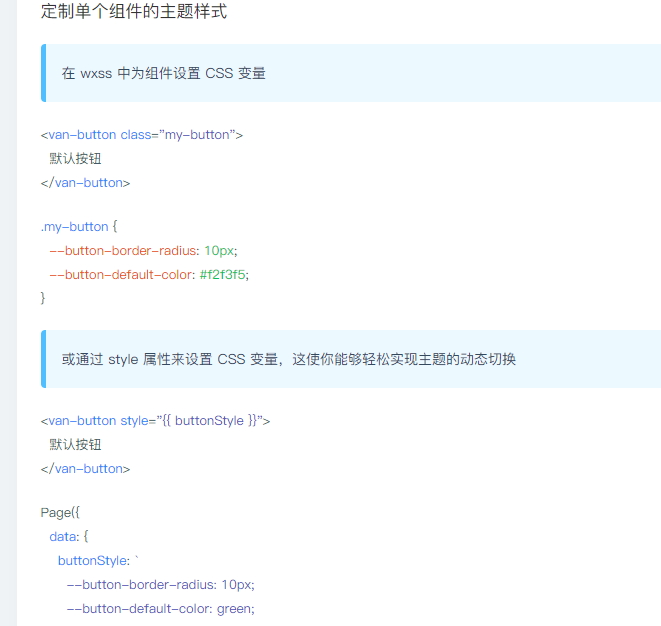 定制单个组件的主题样式
在 wxss 中为组件设置 CSS 变量
<van-button class="my-button">
默认按钮
</van-button>
.my-button {
--button-border-radius: 10px;
--button-default-color: #f2f3f5;
}
或通过 style 属性来设置 CSS 变量，这使你能够轻松实现主题的动态切换
<van-button style="{{ buttonStyle }}">
默认按钮
</van-button>
Page({
data: {
buttonStyle: `
--button-border-radius: 10px;
--button-default-color: green;